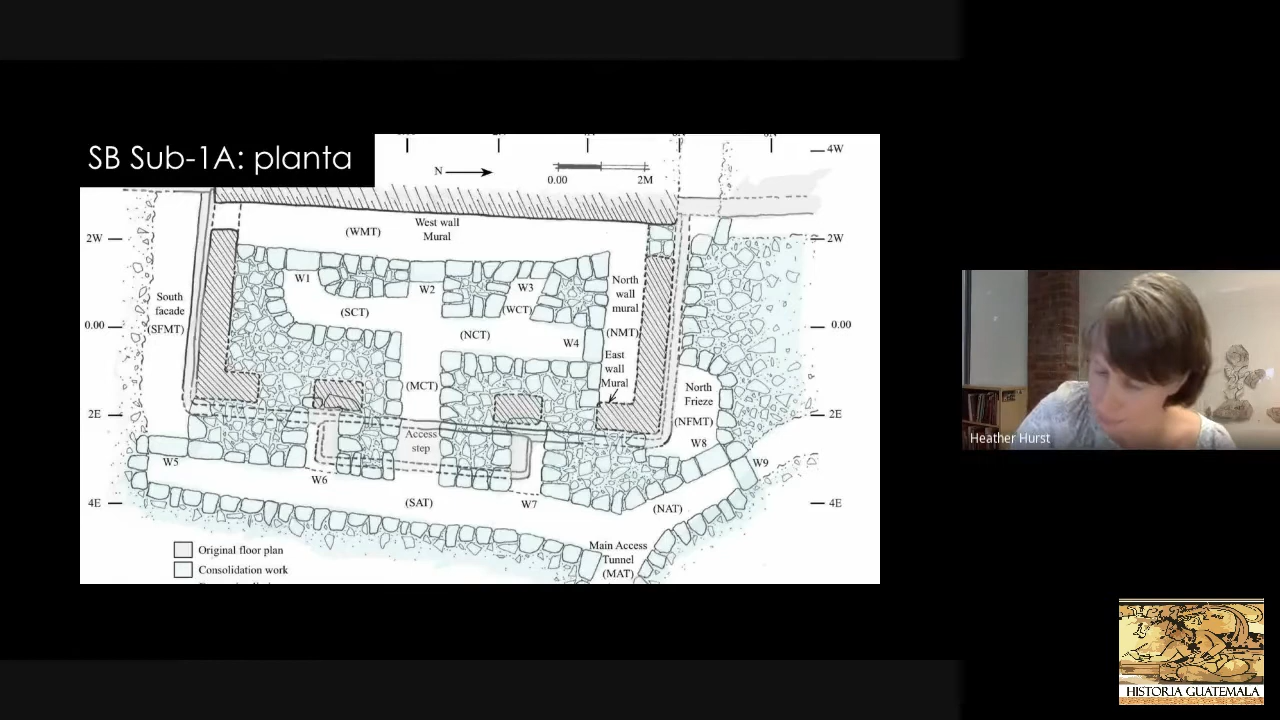 SB Sub-1A: planta
4W
N
0.00
2M
West wall
Mural
(WMT)
2W
2W
W1
W2
W3
North
wall
mural
South
facade
(SFMT)
(SCT)
(WCT)
0.00
0.00
(NCT)
(NMT)
W4
East
wall
Mural
(MCT)
North
Frieze
(NFMT)
2E
2E
Access
step
W8
W5
W9
W6
4E
(SAT)
W7
(NAT)
4E
Main Access
Tunnel
(MAT)
Original floor plan
Consolidation work
Heather Hurst
HISTORIA GUATEMALA